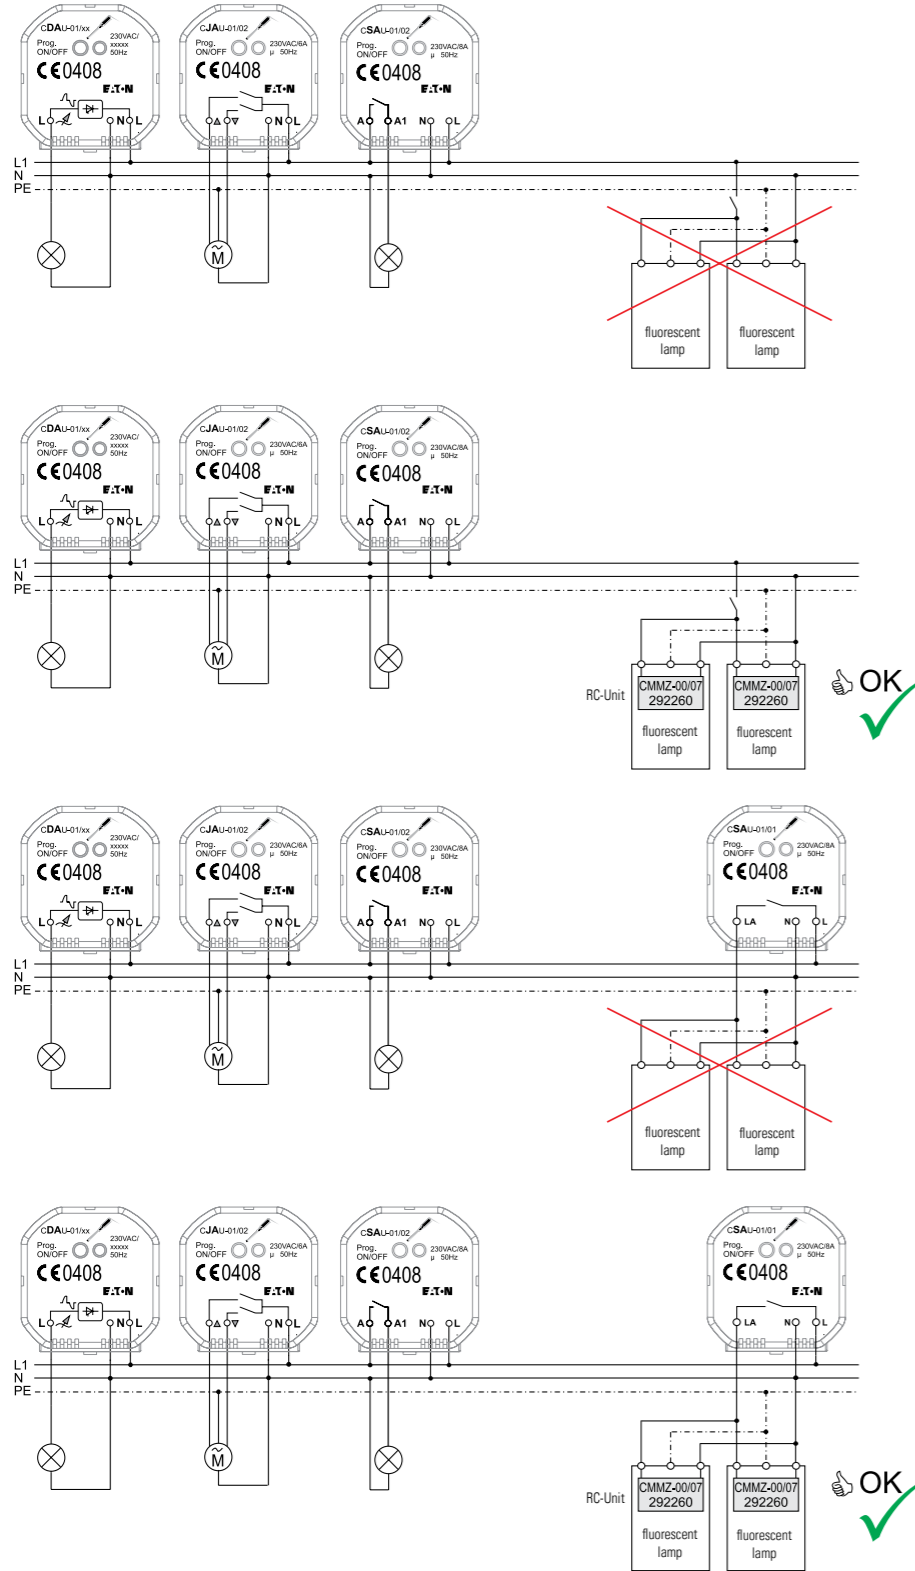 CDAU-01/xx
Prog.
ON/OFF
230VAC/
xxxxx
50Hz
CE0408
EATON
L N L
CJAU-01/02
Prog.
ON/OFF
230VAC/6A
µ 50Hz
CE0408
EATON
N L
CSAU-01/02
Prog.
ON/OFF
230VAC/8A
µ 50Hz
CE0408
EATON
A A1 N L
L1
N
PE
M
fluorescent
lamp
fluorescent
lamp
CDAU-01/xx
Prog.
ON/OFF
230VAC/
xxxxx
50Hz
CE0408
EATON
L N L
CJAU-01/02
Prog.
ON/OFF
230VAC/6A
µ 50Hz
CE0408
EATON
N L
CSAU-01/02
Prog.
ON/OFF
230VAC/8A
µ 50Hz
CE0408
EATON
A A1 N L
L1
N
PE
M
RC-Unit
CMMZ-00/07
292260
fluorescent
lamp
CMMZ-00/07
292260
fluorescent
lamp
OK
CDAU-01/xx
Prog.
ON/OFF
230VAC/
xxxxx
50Hz
CE0408
EATON
L N L
CJAU-01/02
Prog.
ON/OFF
230VAC/6A
µ 50Hz
CE0408
EATON
N L
CSAU-01/02
Prog.
ON/OFF
230VAC/8A
µ 50Hz
CE0408
EATON
A A1 N L
CSAU-01/01
Prog.
ON/OFF
230VAC/8A
µ 50Hz
CE0408
EATON
LA N L
L1
N
PE
M
fluorescent
lamp
fluorescent
lamp
CDAU-01/xx
Prog.
ON/OFF
230VAC/
xxxxx
50Hz
CE0408
EATON
L N L
CJAU-01/02
Prog.
ON/OFF
230VAC/6A
µ 50Hz
CE0408
EATON
N L
CSAU-01/02
Prog.
ON/OFF
230VAC/8A
µ 50Hz
CE0408
EATON
A A1 N L
CSAU-01/01
Prog.
ON/OFF
230VAC/8A
µ 50Hz
CE0408
EATON
LA N L
L1
N
PE
M
RC-Unit
CMMZ-00/07
292260
fluorescent
lamp
CMMZ-00/07
292260
fluorescent
lamp
OK